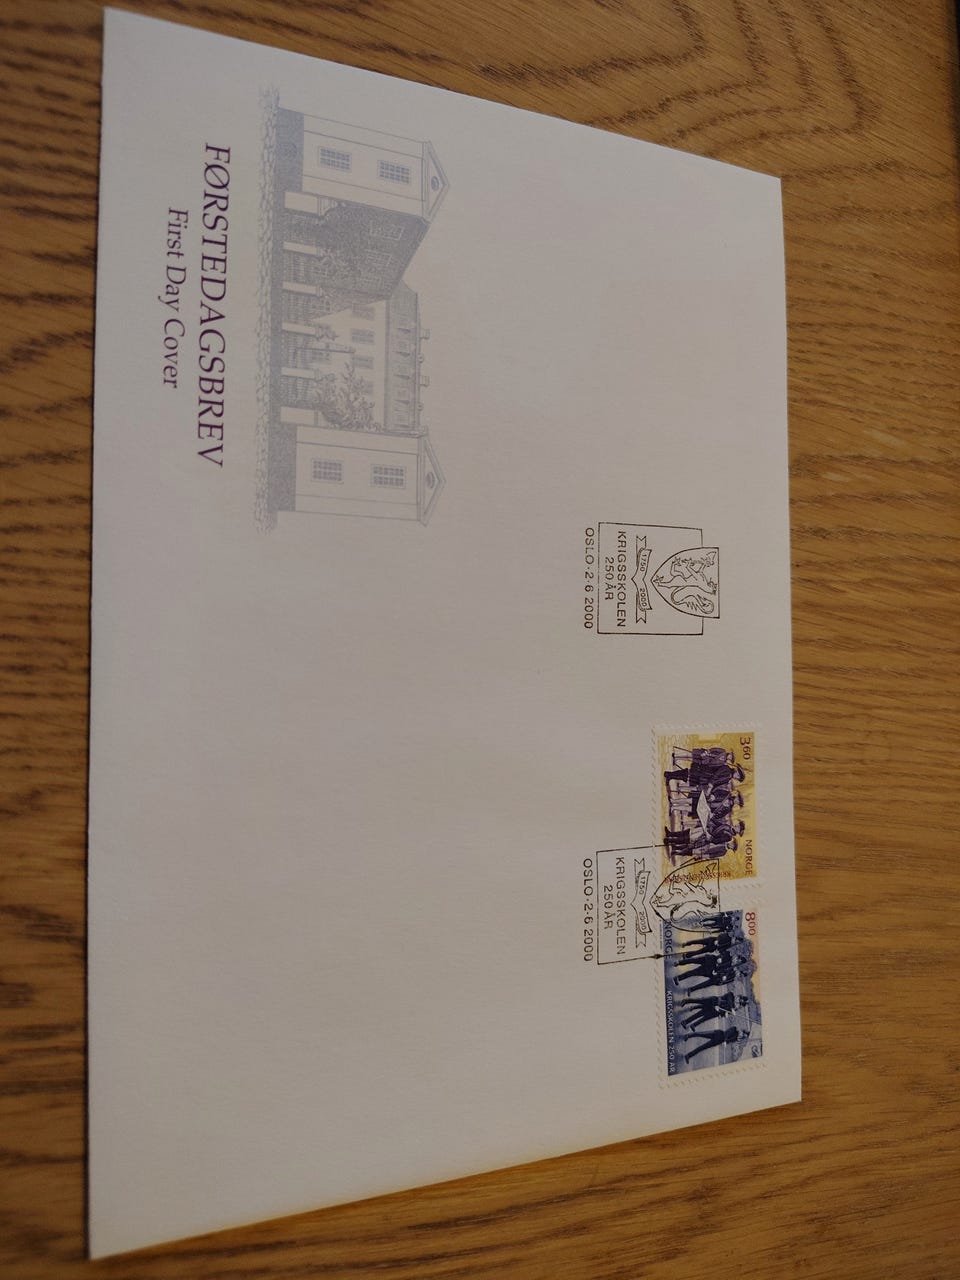 1750 2000
KRIGSSKOLEN
250 ÅR
OSLO·2·6 2000
3.60 NORGE
8.00
NORGE
KRIGSSKOLEN 250 ÅR
1750 2000
KRIGSSKOLEN
250 ÅR
OSLO·2·6 2000
FØRSTEDAGSBREV
First Day Cover